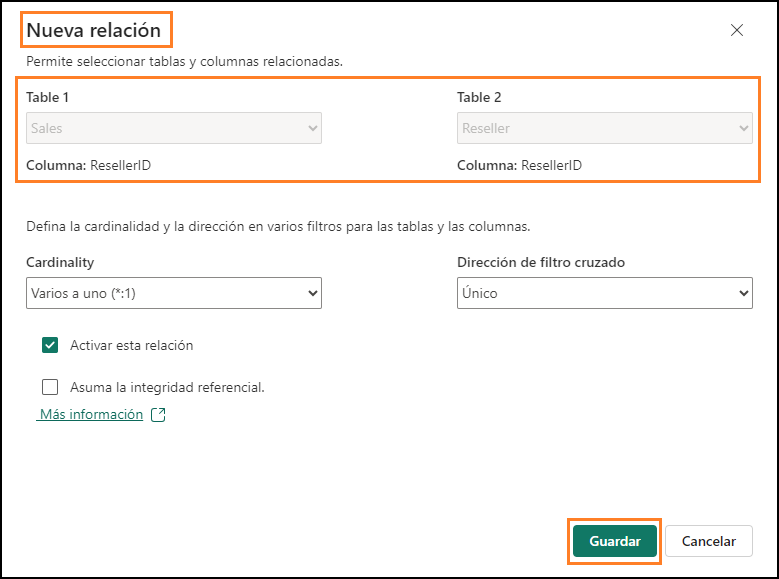 Nueva relación
Permite seleccionar tablas y columnas relacionadas.
Table 1
Table 2
Sales
Reseller
Columna: ResellerID
Columna: ResellerID
Defina la cardinalidad y la dirección en varios filtros para las tablas y las columnas.
Cardinality
Dirección de filtro cruzado
Varios a uno (*:1)
Único
Activar esta relación
Asuma la integridad referencial.
Más información
Guardar
Cancelar